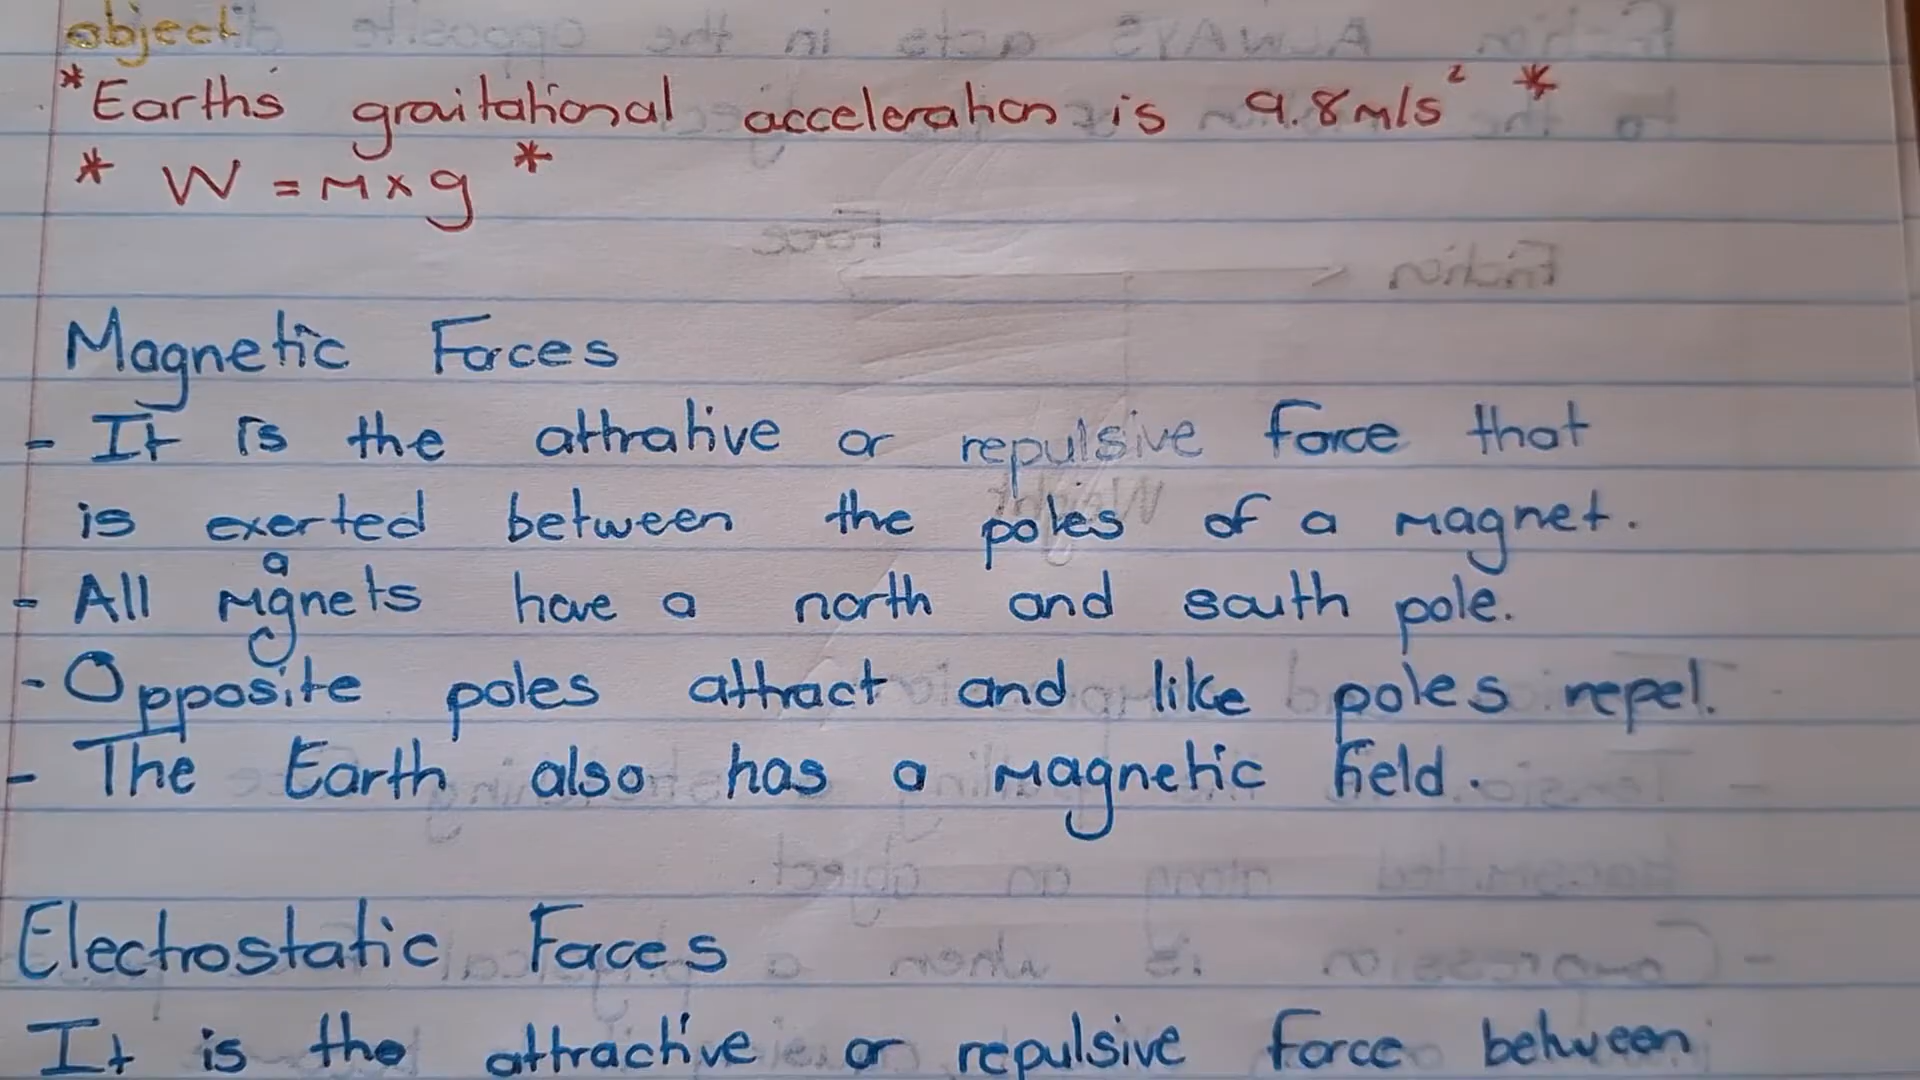 object
*Earths graitational acceleration is 9.8m/s² *
* W = m x g *
Magnetic Forces
- It is the attrative or repulsive force that
is exerted between the poles of a magnet.
- All magnets have a north and south pole.
- Opposite poles attract and like poles repel.
- The Earth also has a magnetic field.
Electrostatic Forces
It is the attractive or repulsive force between